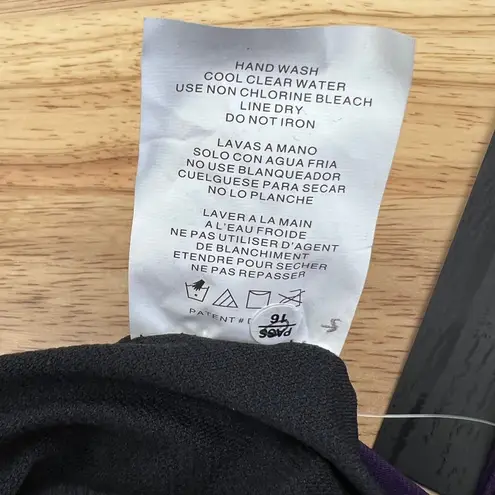 HAND WASH
COOL CLEAR WATER
USE NON CHLORINE BLEACH
LINE DRY
DO NOT IRON
LAVAS A MANO
SOLO CON AGUA FRIA
NO USE BLANQUEADOR
CUELGUESE PARA SECAR
NO LO PLANCHE
LAVER A LA MAIN
A L'EAU FROIDE
NE PAS UTILISER D'AGENT
DE BLANCHIMENT
ETENDRE POUR SECHER
NE PAS REPASSER
PATENT #
PASS
16